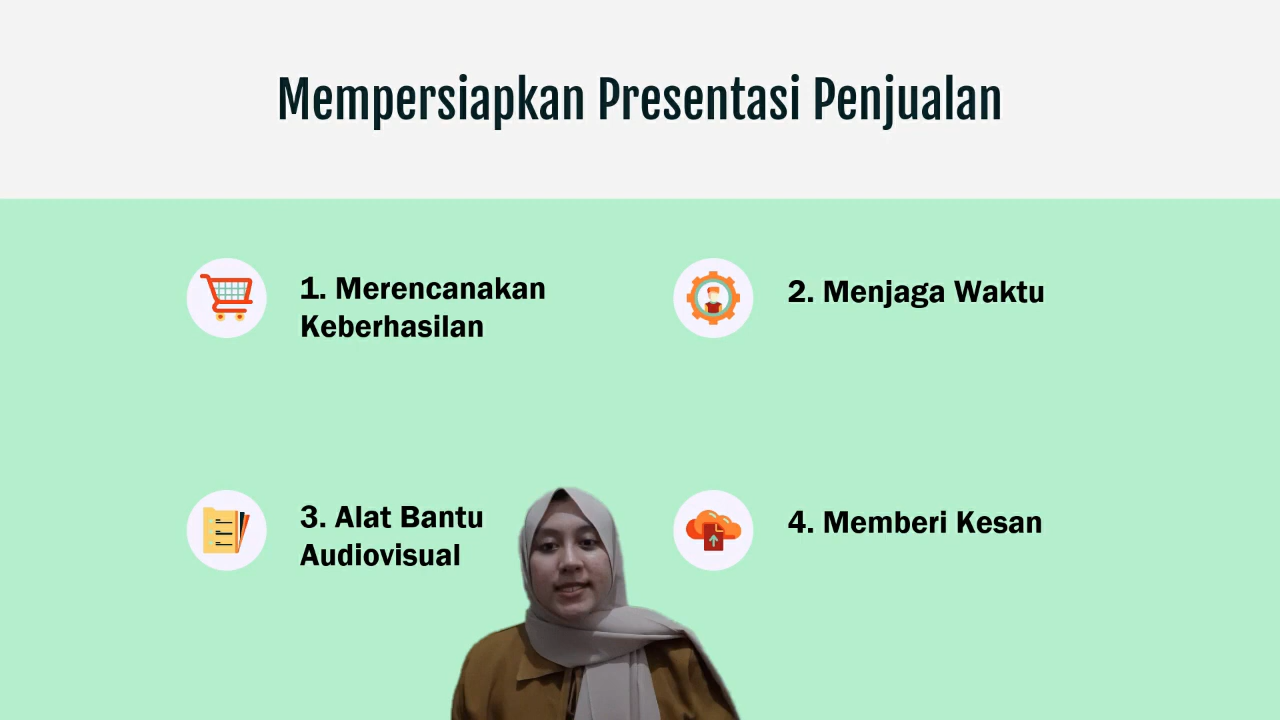 Mempersiapkan Presentasi Penjualan
1. Merencanakan
Keberhasilan
2. Menjaga Waktu
3. Alat Bantu
Audiovisual
4. Memberi Kesan